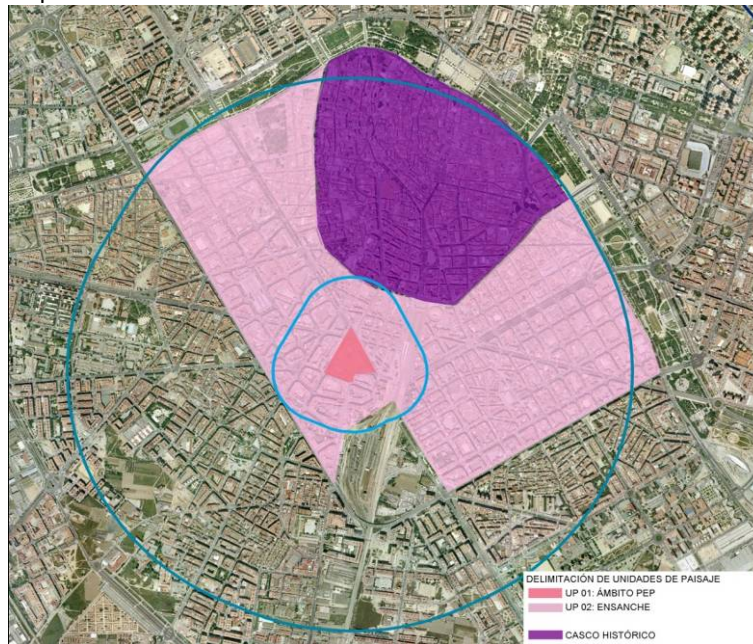 DELIMITACIÓN DE UNIDADES DE PAISAJE
UP 01: ÁMBITO PEP
UP 02: ENSANCHE
CASCO HISTÓRICO